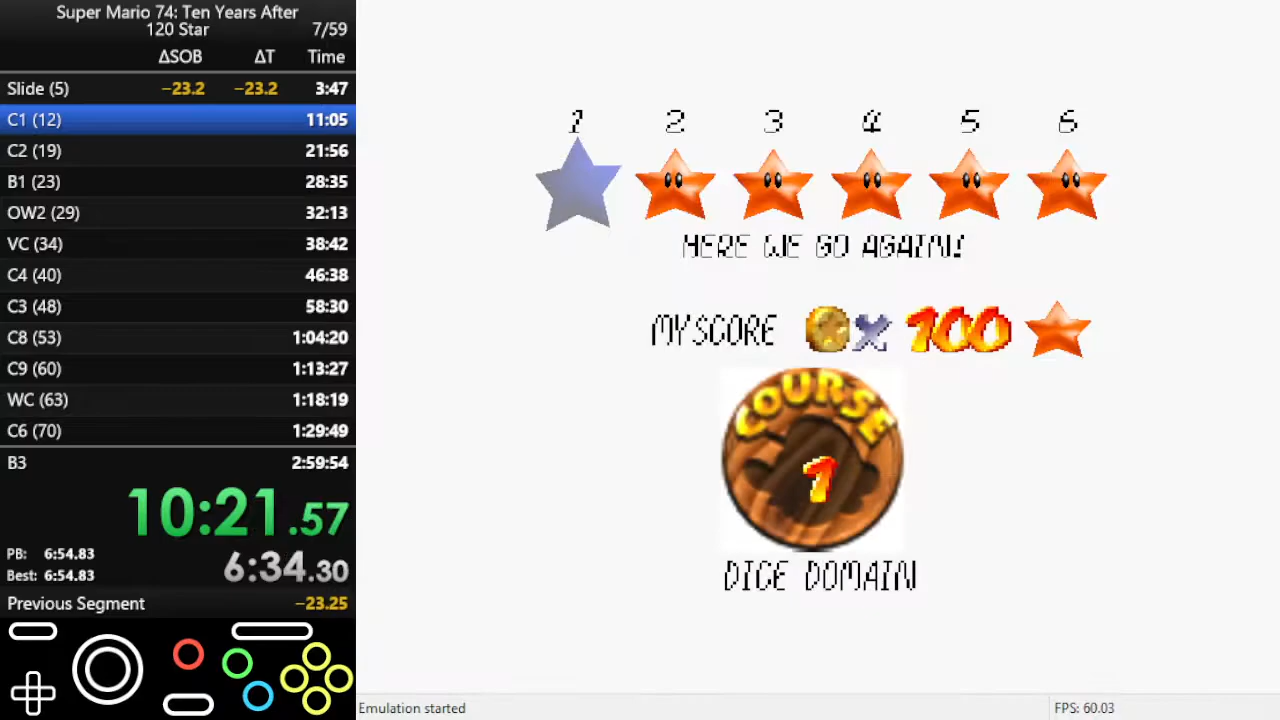 Super Mario 74: Ten Years After
120 Star 7/59
ΔSOB ΔT Time
Slide (5) −23.2 −23.2 3:47
C1 (12) 11:05
C2 (19) 21:56
B1 (23) 28:35
OW2 (29) 32:13
VC (34) 38:42
C4 (40) 46:38
C3 (48) 58:30
C8 (53) 1:04:20
C9 (60) 1:13:27
WC (63) 1:18:19
C6 (70) 1:29:49
B3 2:59:54
10:21.57
PB: 6:54.83
Best: 6:54.83
6:34.30
Previous Segment −23.25
1 2 3 4 5 6
HERE WE GO AGAIN!
MY SCORE × 100
COURSE
1
DICE DOMAIN
Emulation started FPS: 60.03